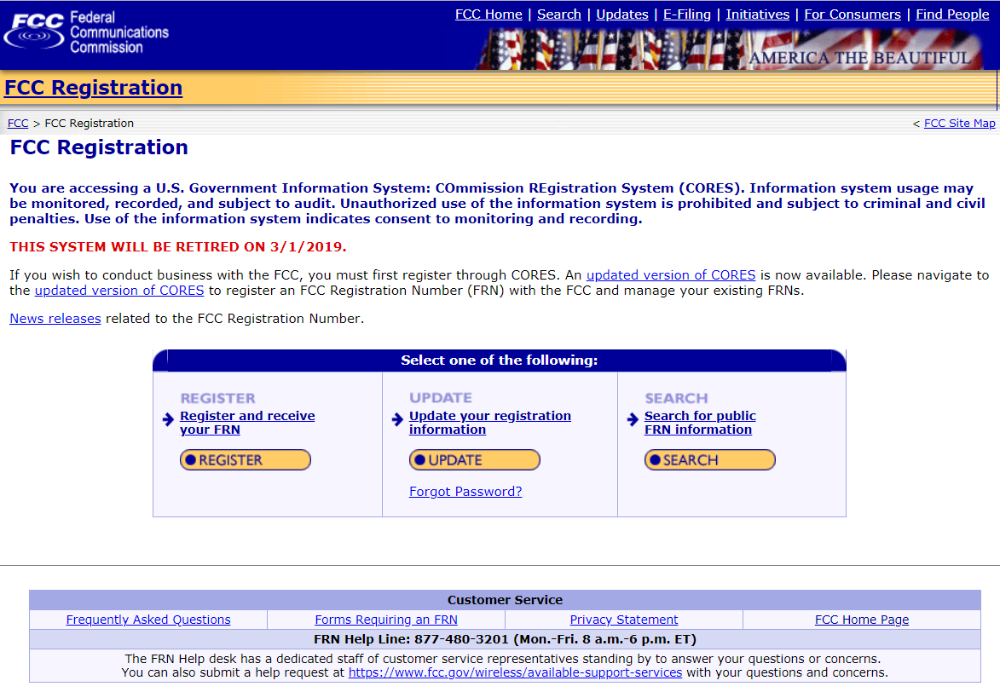 FCC Federal Communications Commission
FCC Home | Search | Updates | E-Filing | Initiatives | For Consumers | Find People
AMERICA THE BEAUTIFUL
FCC Registration
FCC > FCC Registration
< FCC Site Map
FCC Registration
You are accessing a U.S. Government Information System: COmmission REgistration System (CORES). Information system usage may
be monitored, recorded, and subject to audit. Unauthorized use of the information system is prohibited and subject to criminal and civil
penalties. Use of the information system indicates consent to monitoring and recording.
THIS SYSTEM WILL BE RETIRED ON 3/1/2019.
If you wish to conduct business with the FCC, you must first register through CORES. An updated version of CORES is now available. Please navigate to
the updated version of CORES to register an FCC Registration Number (FRN) with the FCC and manage your existing FRNs.
News releases related to the FCC Registration Number.
Select one of the following:
REGISTER
Register and receive
your FRN
REGISTER
UPDATE
Update your registration
information
UPDATE
Forgot Password?
SEARCH
Search for public
FRN information
SEARCH
Customer Service
Frequently Asked Questions
Forms Requiring an FRN
Privacy Statement
FCC Home Page
FRN Help Line: 877-480-3201 (Mon.-Fri. 8 a.m.-6 p.m. ET)
The FRN Help desk has a dedicated staff of customer service representatives standing by to answer your questions or concerns.
You can also submit a help request at https://www.fcc.gov/wireless/available-support-services with your questions and concerns.